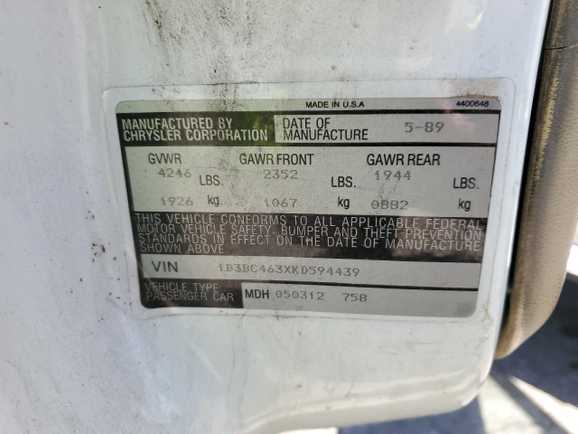 MADE IN U.S.A 4400648
MANUFACTURED BY CHRYSLER CORPORATION DATE OF MANUFACTURE 5-89
GVWR GAWR FRONT GAWR REAR
4246 LBS. 2352 LBS. 1944 LBS.
1926 kg 1067 kg 0882 kg
THIS VEHICLE CONFORMS TO ALL APPLICABLE FEDERAL
MOTOR VEHICLE SAFETY, BUMPER AND THEFT PREVENTION
STANDARDS IN EFFECT ON THE DATE OF MANUFACTURE
SHOWN ABOVE
VIN 1B3BC463XKD594439
VEHICLE TYPE PASSENGER CAR MDH 050312 758